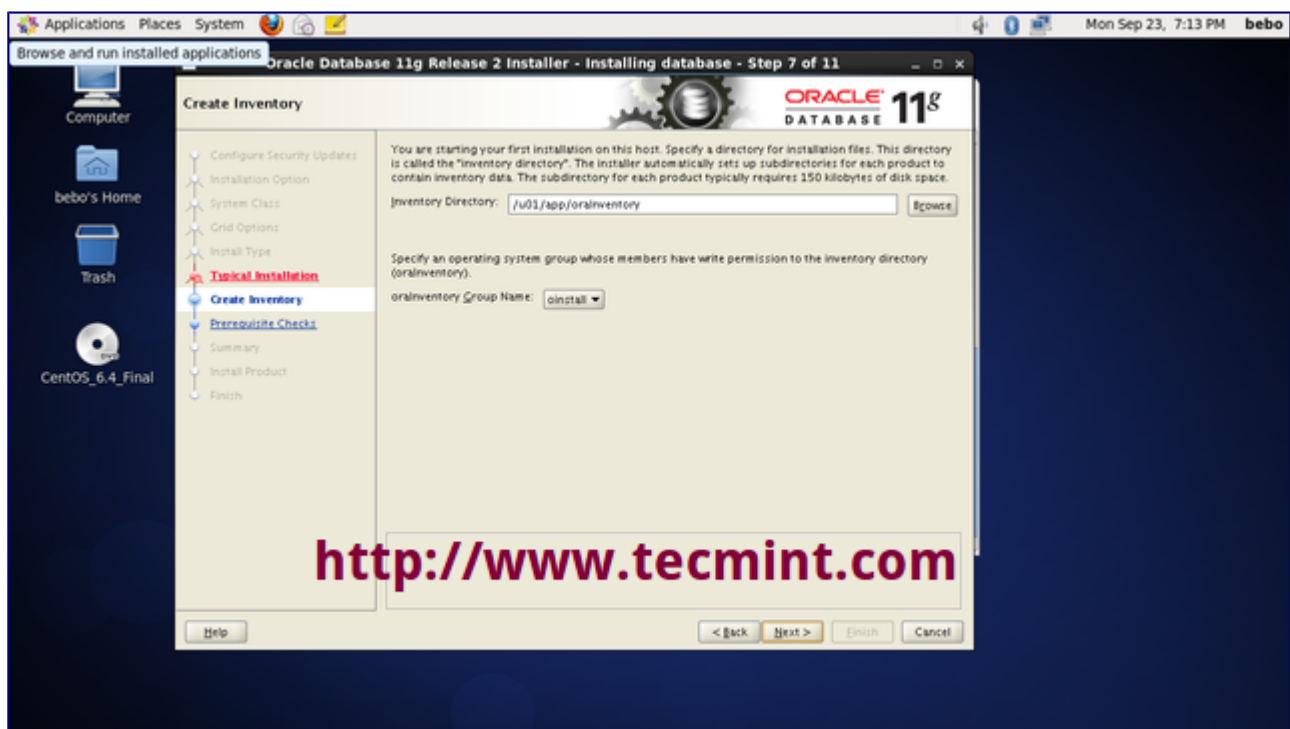 Applications Places System
Mon Sep 23, 7:13 PM bebo
Browse and run installed applications
Oracle Database 11g Release 2 Installer - Installing database - Step 7 of 11
Computer
bebo's Home
Trash
DVD
CentOS_6.4_Final
Create Inventory
ORACLE
DATABASE
11g
Configure Security Updates
Installation Option
System Class
Grid Options
Install Type
Typical Installation
Create Inventory
Prerequisite Checks
Summary
Install Product
Finish
You are starting your first installation on this host. Specify a directory for installation files. This directory
is called the "inventory directory". The installer automatically sets up subdirectories for each product to
contain inventory data. The subdirectory for each product typically requires 150 kilobytes of disk space.
Inventory Directory: /u01/app/oraInventory Browse
Specify an operating system group whose members have write permission to the inventory directory
(oraInventory).
oraInventory Group Name: oinstall
http://www.tecmint.com
Help
< Back Next > Finish Cancel